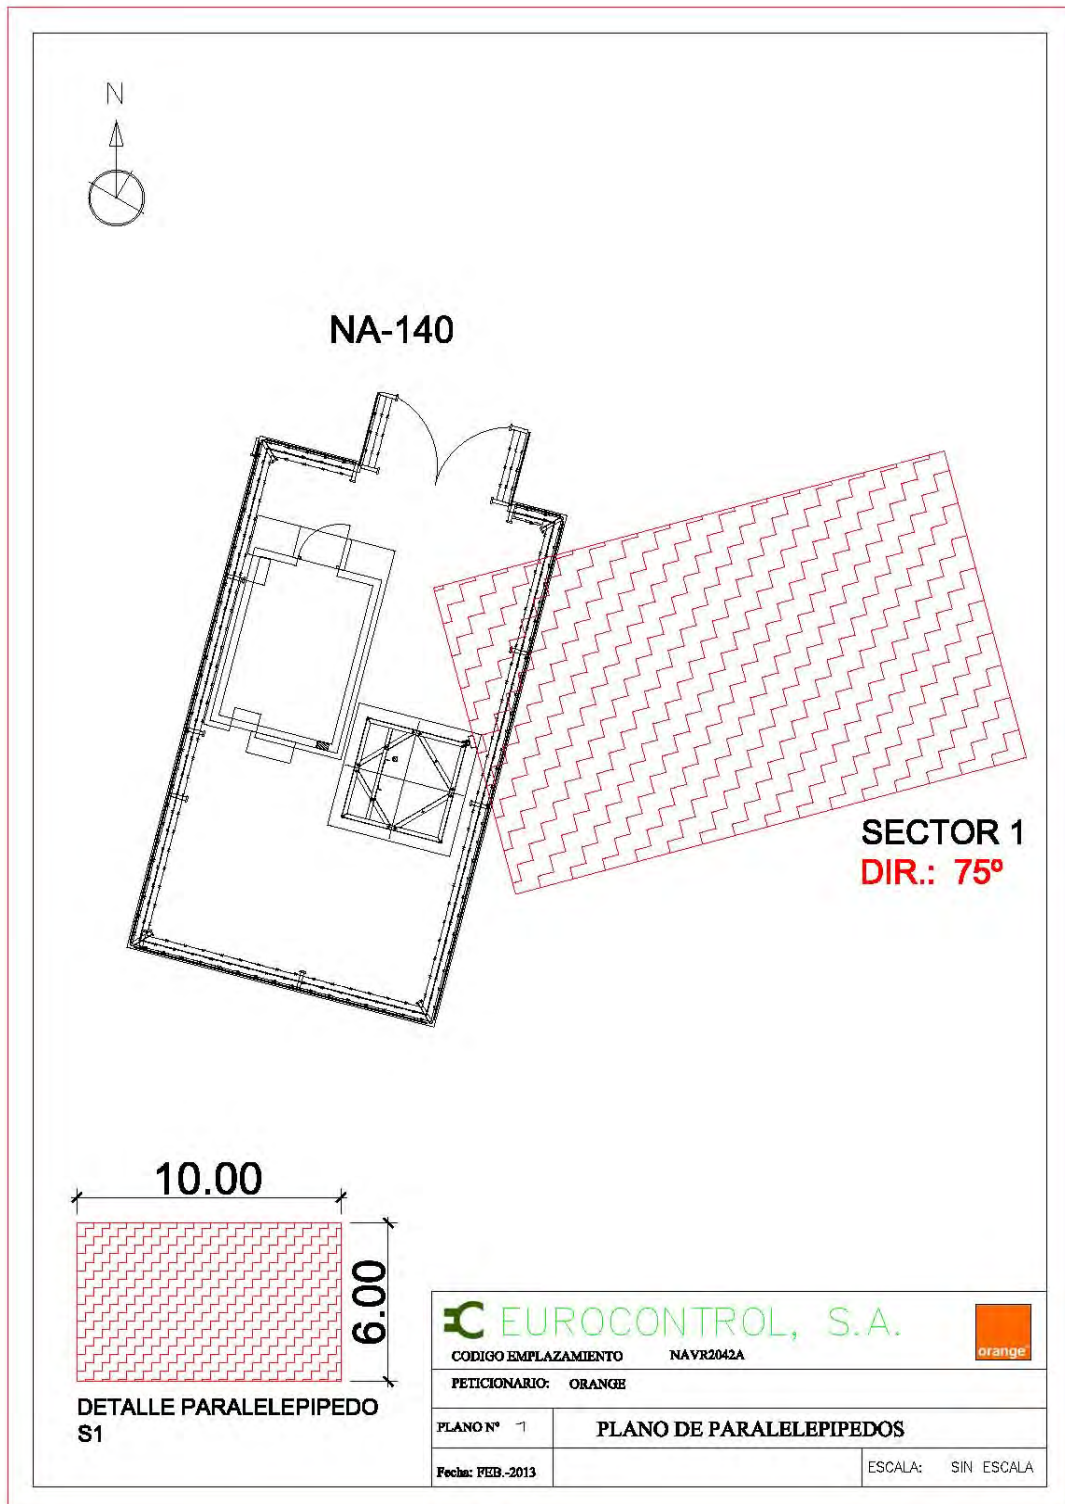 N
NA-140
SECTOR 1
DIR.: 75º
10.00
6.00
DETALLE PARALELEPIPEDO
S1
EUROCONTROL, S.A.
orange
CODIGO EMPLAZAMIENTO NAVR2042A
PETICIONARIO: ORANGE
PLANO Nº 7 PLANO DE PARALELEPIPEDOS
Fecha: FEB.-2013 ESCALA: SIN ESCALA